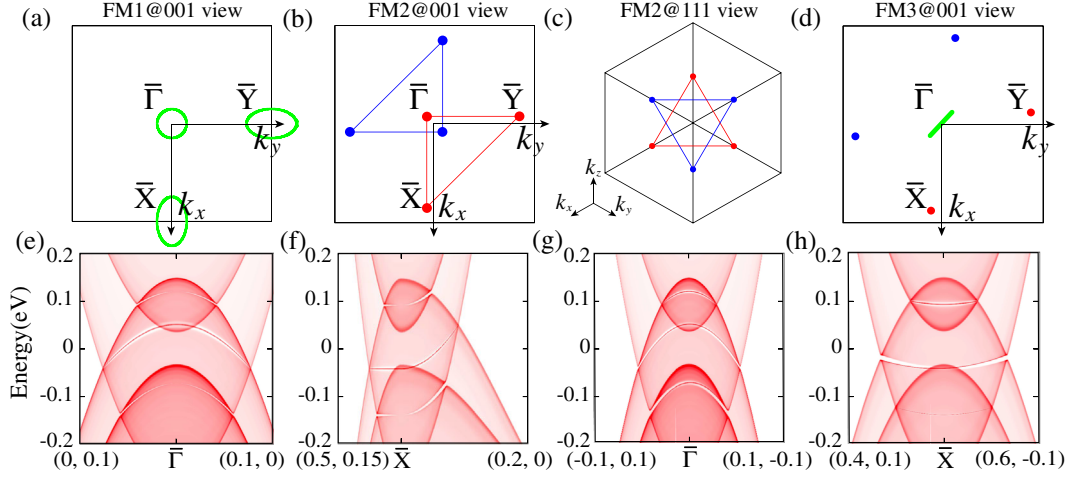 FM1@001 view
FM2@001 view
FM2@111 view
FM3@001 view
(a)
Γ̅
Y̅
k_y
X̅
k_x
(b)
Γ̅
Y̅
k_y
X̅
k_x
(c)
k_z
k_x
k_y
(d)
Γ̅
Y̅
k_y
X̅
k_x
(e)
Energy(eV)
0.2
0.1
0
-0.1
-0.2
(0, 0.1)
Γ̅
(0.1, 0)
(f)
0.2
0.1
0
-0.1
-0.2
(0.5, 0.15)
X̅
(0.2, 0)
(g)
0.2
0.1
0
-0.1
-0.2
(-0.1, 0.1)
Γ̅
(0.1, -0.1)
(h)
0.2
0.1
0
-0.1
-0.2
(0.4, 0.1)
X̅
(0.6, -0.1)